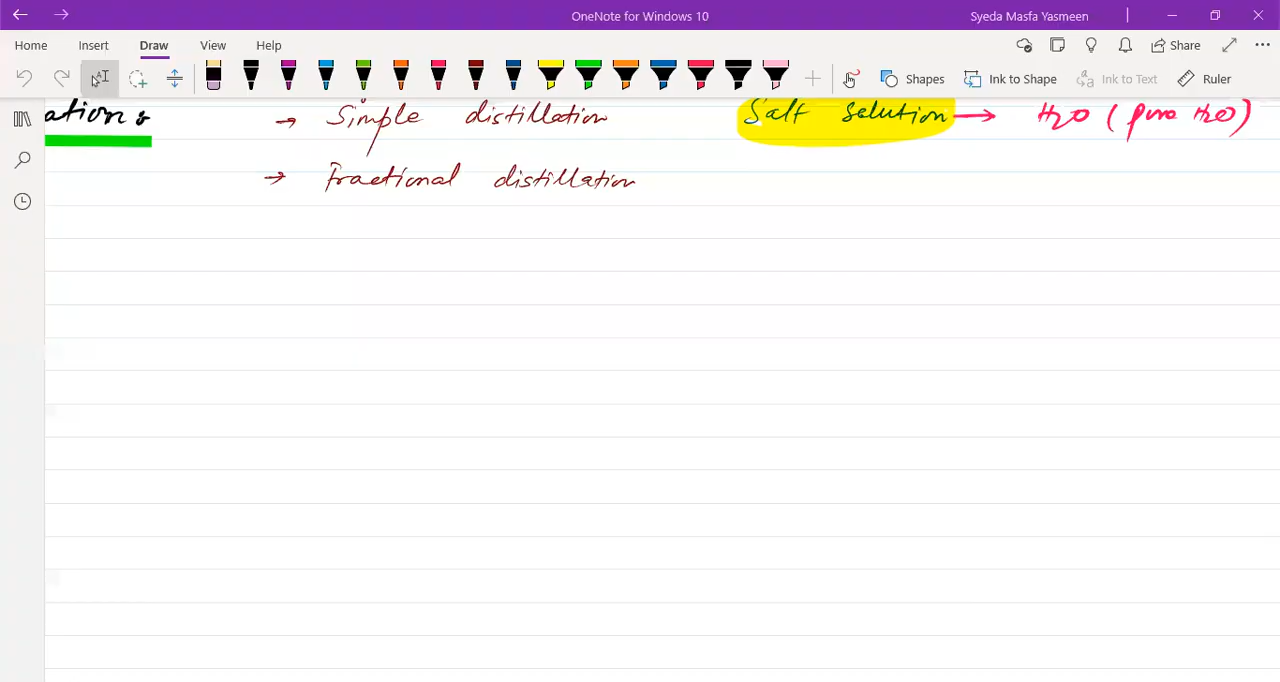 OneNote for Windows 10
Syeda Masfa Yasmeen
Home Insert Draw View Help
Share
Shapes Ink to Shape Ink to Text Ruler
ation : → Simple distillation Salt Solution → H2O ( pure H2O)
→ Fractional distillation